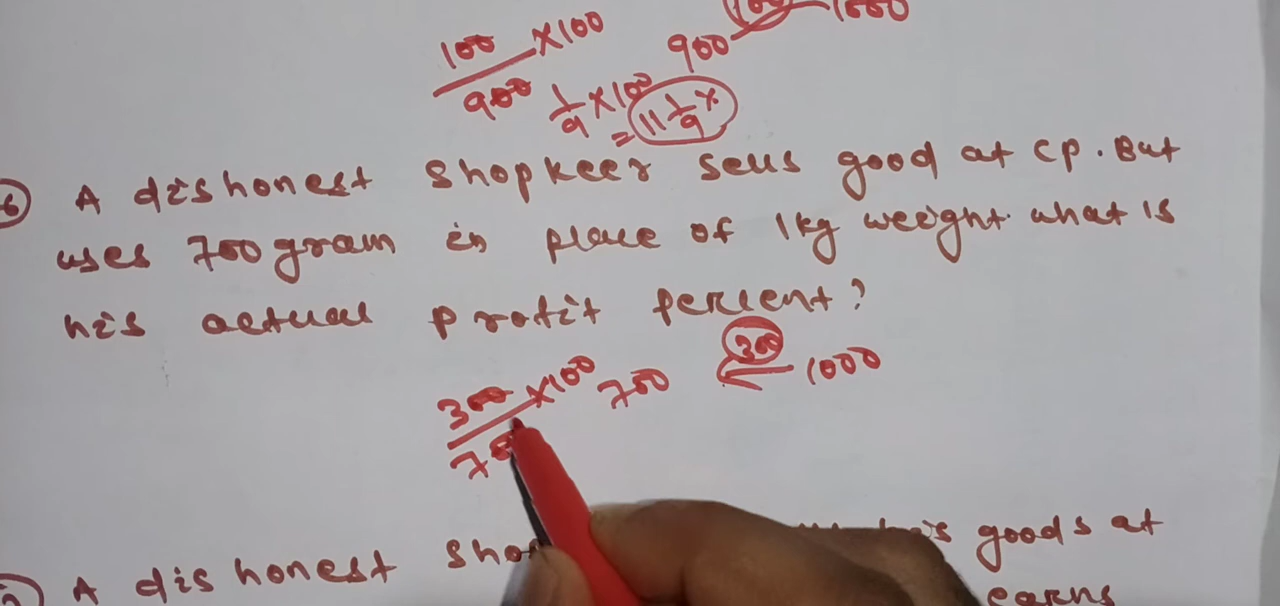 100/900 ×100 900 1000
1/9 ×100 = 11 1/9 %
6 A dishonest Shopkeer sells good at CP. But
uses 700 gram in place of 1kg weight. what is
his actual profit percent?
300
300/700 ×100 700 1000
A dishonest goods at
earns